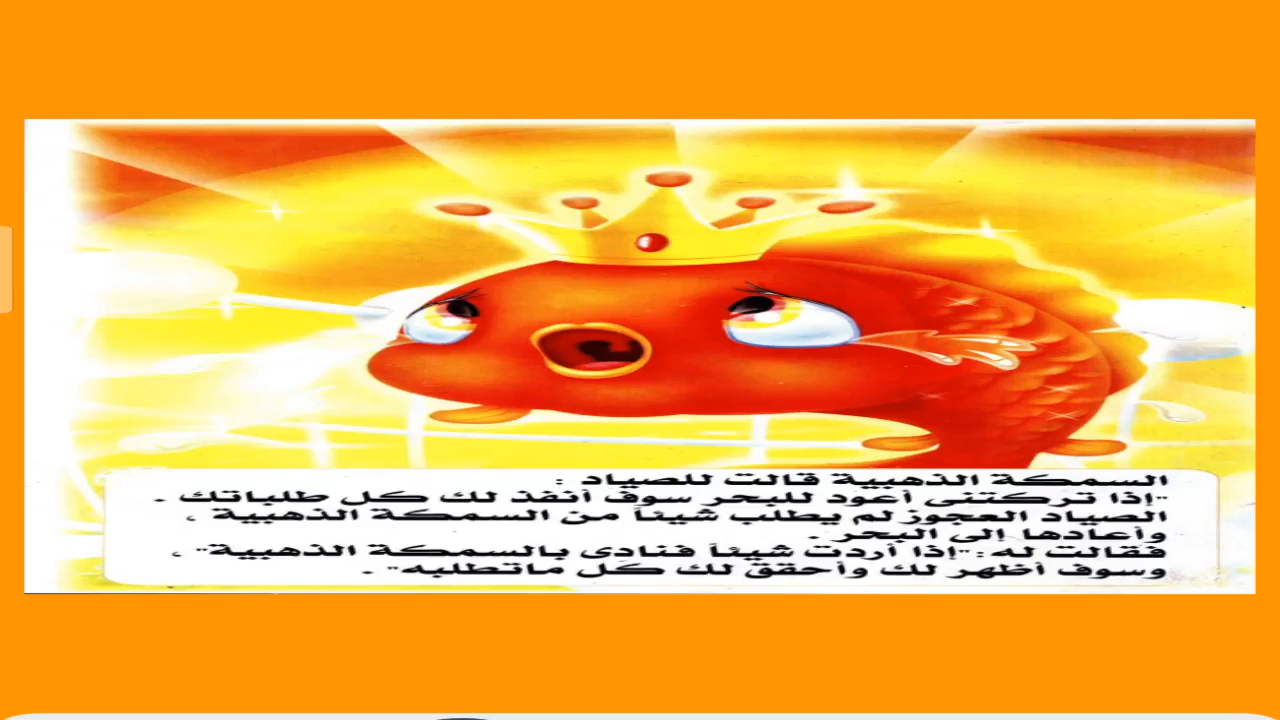 السمكة الذهبية قالت للصياد :
"إذا تركتنى أعود للبحر سوف أنفذ لك كل طلباتك .
الصياد العجوز لم يطلب شيئاً من السمكة الذهبية ،
وأعادها إلى البحر .
فقالت له : "إذا أردت شيئاً فنادى بالسمكة الذهبية" ،
وسوف أظهر لك وأحقق لك كل ماتطلبه" .